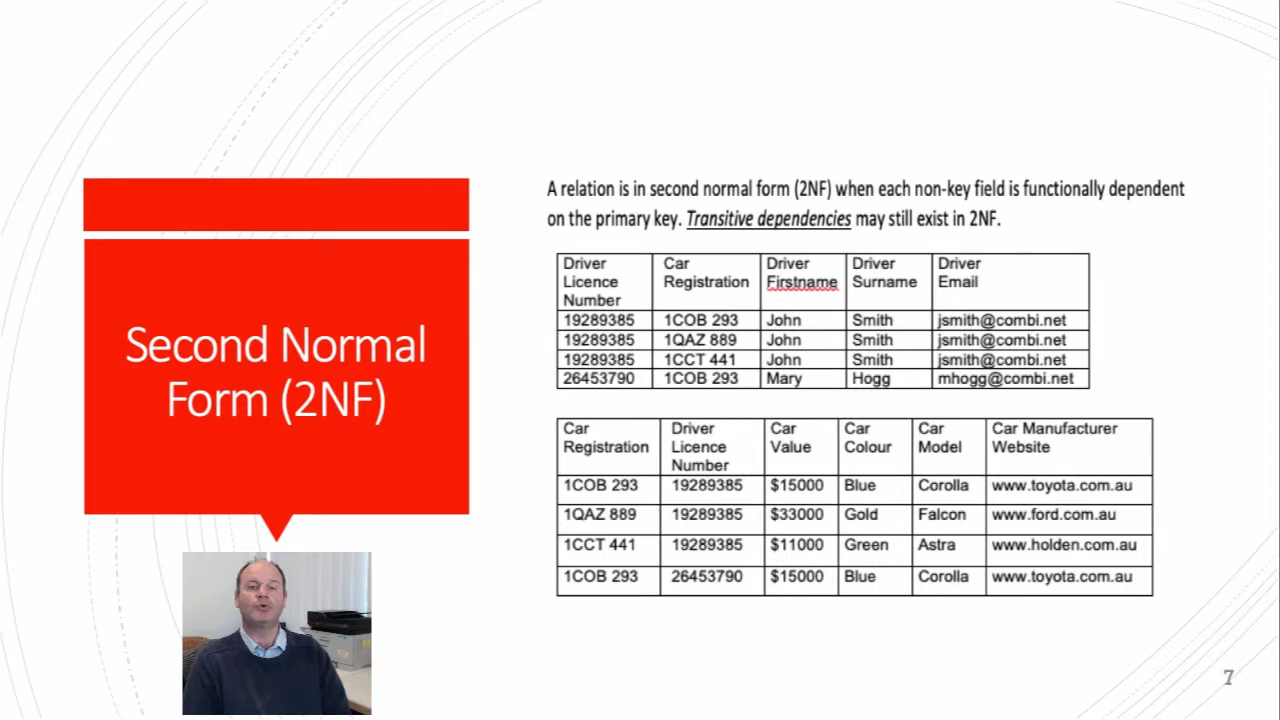 Second Normal
Form (2NF)
A relation is in second normal form (2NF) when each non-key field is functionally dependent
on the primary key. Transitive dependencies may still exist in 2NF.
Driver Licence Number Car Registration Driver Firstname Driver Surname Driver Email
19289385 1COB 293 John Smith jsmith@combi.net
19289385 1QAZ 889 John Smith jsmith@combi.net
19289385 1CCT 441 John Smith jsmith@combi.net
26453790 1COB 293 Mary Hogg mhogg@combi.net
Car Registration Driver Licence Number Car Value Car Colour Car Model Car Manufacturer Website
1COB 293 19289385 $15000 Blue Corolla www.toyota.com.au
1QAZ 889 19289385 $33000 Gold Falcon www.ford.com.au
1CCT 441 19289385 $11000 Green Astra www.holden.com.au
1COB 293 26453790 $15000 Blue Corolla www.toyota.com.au
7